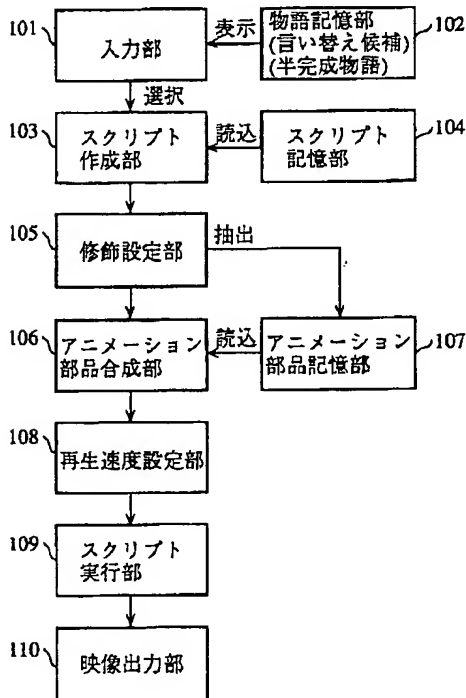 101
入力部
表示
物語記憶部
(言い替え候補)
(半完成物語)
102
選択
103
スクリプト
作成部
読込
スクリプト
記憶部
104
105
修飾設定部
抽出
106
アニメーション
部品合成部
読込
アニメーション
部品記憶部
107
108
再生速度設定部
109
スクリプト
実行部
110
映像出力部